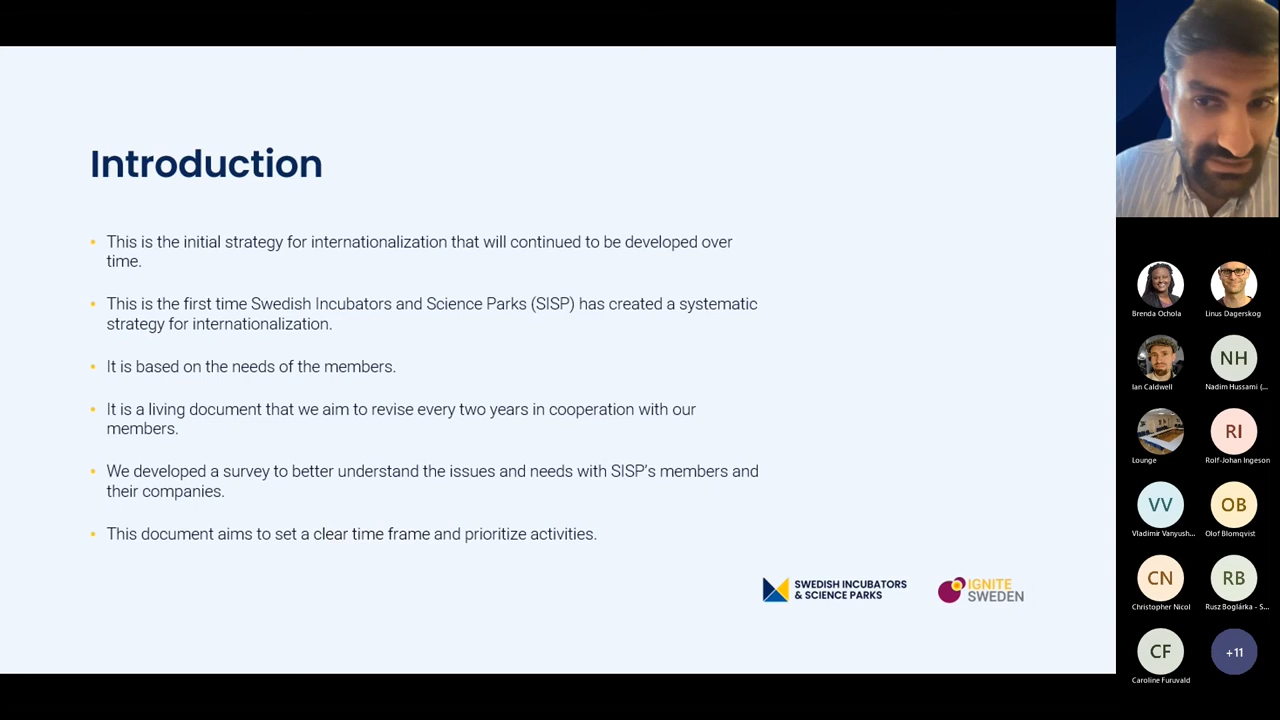 Introduction
• This is the initial strategy for internationalization that will continued to be developed over
time.
• This is the first time Swedish Incubators and Science Parks (SISP) has created a systematic
strategy for internationalization.
• It is based on the needs of the members.
• It is a living document that we aim to revise every two years in cooperation with our
members.
• We developed a survey to better understand the issues and needs with SISP's members and
their companies.
• This document aims to set a clear time frame and prioritize activities.
SWEDISH INCUBATORS
& SCIENCE PARKS
IGNITE
SWEDEN
Brenda Ochola
Linus Dagerskog
Ian Caldwell
NH
Nadim Hussami (...
Lounge
RI
Rolf-Johan Ingeson
VV
Vladimir Vanyush...
OB
Olof Blomqvist
CN
Christopher Nicol
RB
Rusz Boglárka - S...
CF
Caroline Furuvald
+11